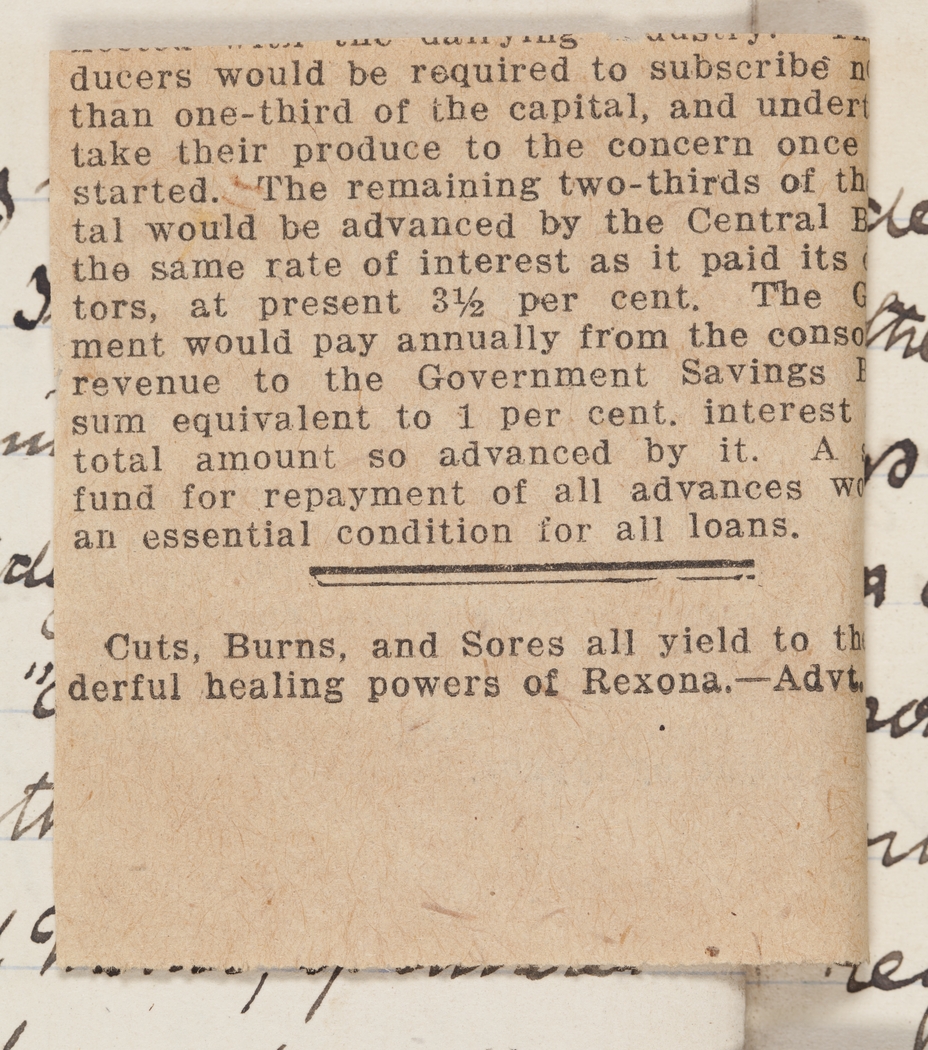 with the dairying
ducers would be required to subscribe
than one-third of the capital, and undert
take their produce to the concern once
started. The remaining two-thirds of th
tal would be advanced by the Central B
the same rate of interest as it paid its
tors, at present 3½ per cent. The G
ment would pay annually from the conso
revenue to the Government Savings
sum equivalent to 1 per cent. interest
total amount so advanced by it. A
fund for repayment of all advances wo
an essential condition for all loans.
Cuts, Burns, and Sores all yield to th
derful healing powers of Rexona.—Advt.